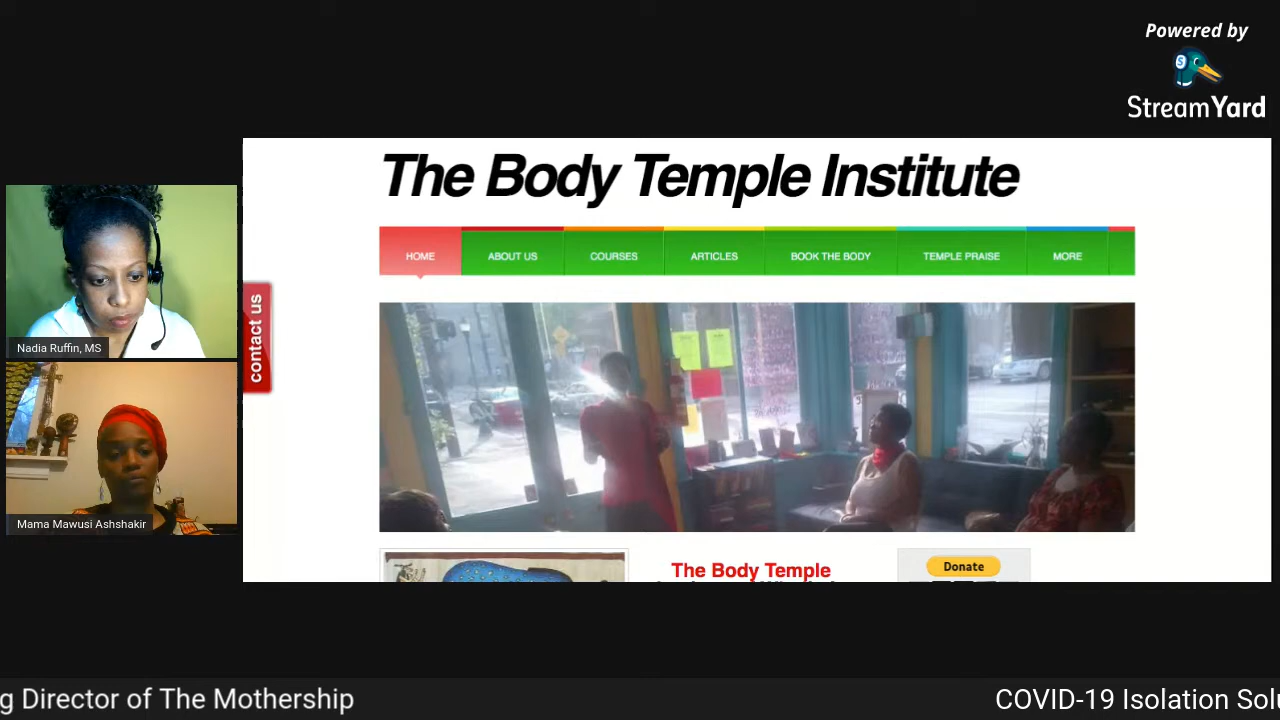 Powered by
StreamYard
The Body Temple Institute
HOME
ABOUT US
COURSES
ARTICLES
BOOK THE BODY
TEMPLE PRAISE
MORE
contact us
Nadia Ruffin, MS
Mama Mawusi Ashshakir
The Body Temple
Donate
g Director of The Mothership
COVID-19 Isolation Solu